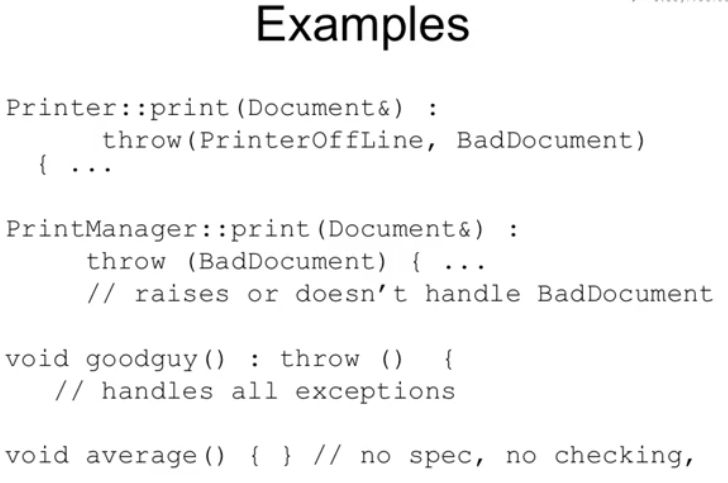 Examples
Printer::print(Document&) :
throw(PrinterOffLine, BadDocument)
{ ...
PrintManager::print(Document&) :
throw (BadDocument) { ...
// raises or doesn’t handle BadDocument
void goodguy() : throw () {
// handles all exceptions
void average() { } // no spec, no checking,